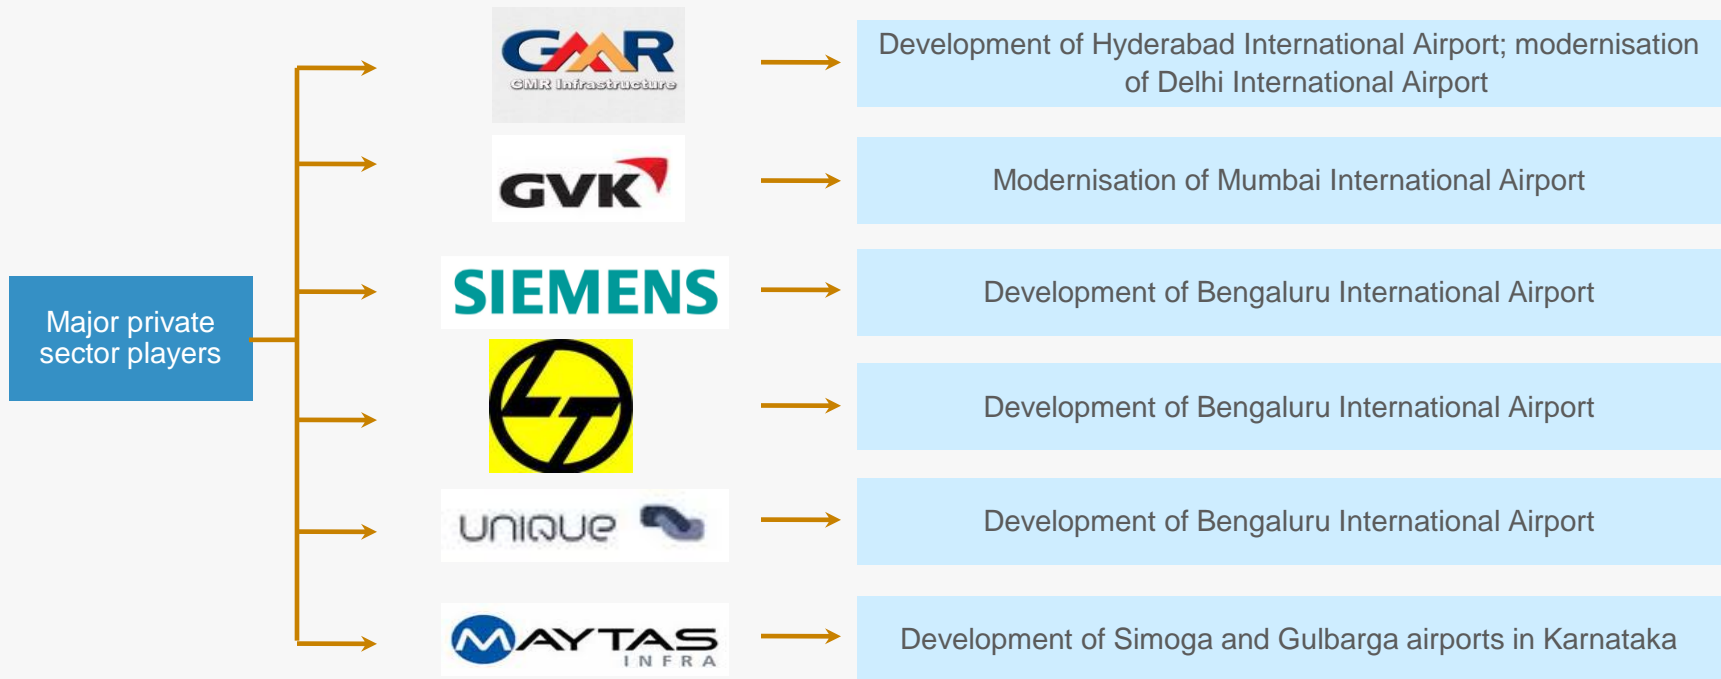 GMR
GMR Infrastructure
Development of Hyderabad International Airport; modernisation
of Delhi International Airport
GVK
Modernisation of Mumbai International Airport
SIEMENS
Development of Bengaluru International Airport
Major private
sector players
LT
Development of Bengaluru International Airport
UNIQUE
Development of Bengaluru International Airport
MAYTAS
INFRA
Development of Simoga and Gulbarga airports in Karnataka